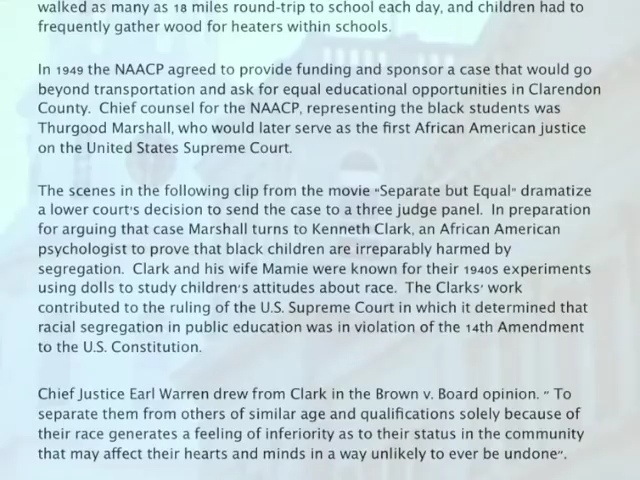 walked as many as 18 miles round-trip to school each day, and children had to
frequently gather wood for heaters within schools.
In 1949 the NAACP agreed to provide funding and sponsor a case that would go
beyond transportation and ask for equal educational opportunities in Clarendon
County. Chief counsel for the NAACP, representing the black students was
Thurgood Marshall, who would later serve as the first African American justice
on the United States Supreme Court.
The scenes in the following clip from the movie "Separate but Equal" dramatize
a lower court's decision to send the case to a three judge panel. In preparation
for arguing that case Marshall turns to Kenneth Clark, an African American
psychologist to prove that black children are irreparably harmed by
segregation. Clark and his wife Mamie were known for their 1940s experiments
using dolls to study children's attitudes about race. The Clarks' work
contributed to the ruling of the U.S. Supreme Court in which it determined that
racial segregation in public education was in violation of the 14th Amendment
to the U.S. Constitution.
Chief Justice Earl Warren drew from Clark in the Brown v. Board opinion. " To
separate them from others of similar age and qualifications solely because of
their race generates a feeling of inferiority as to their status in the community
that may affect their hearts and minds in a way unlikely to ever be undone".